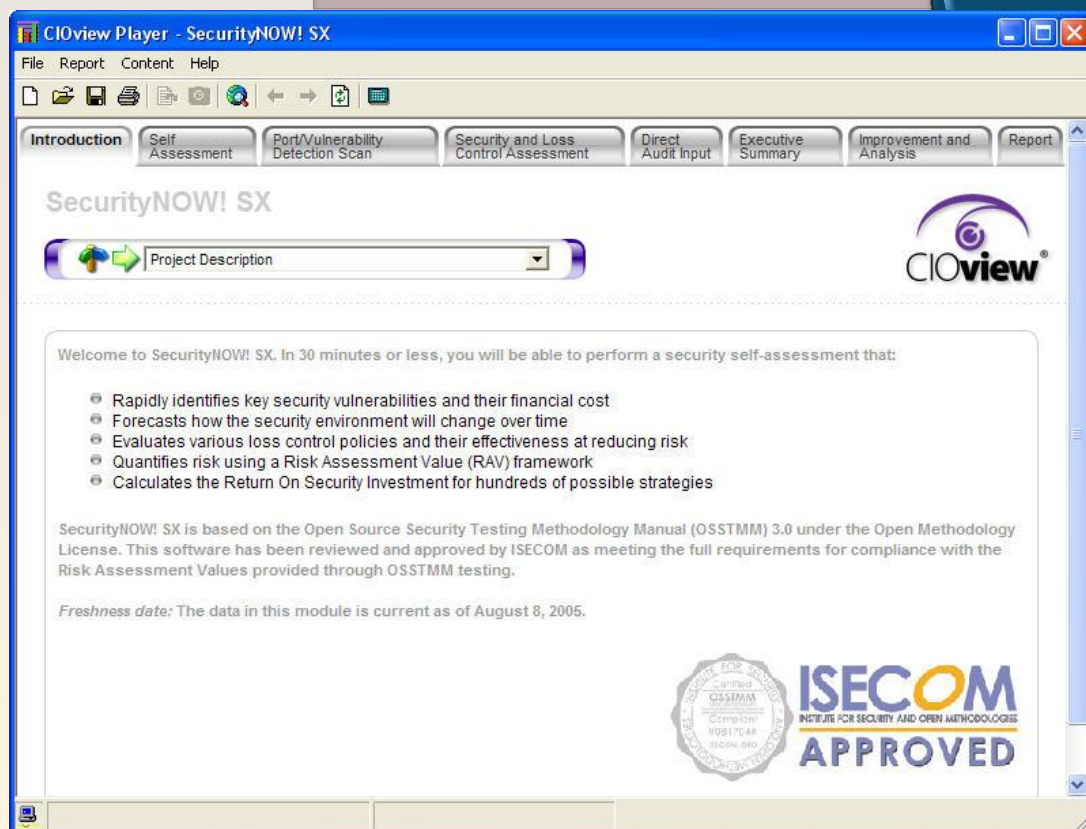 CIOview Player - SecurityNOW! SX
File Report Content Help
Introduction
Self
Assessment
Port/Vulnerability
Detection Scan
Security and Loss
Control Assessment
Direct
Audit Input
Executive
Summary
Improvement and
Analysis
Report
SecurityNOW! SX
Project Description
CIOview®
Welcome to SecurityNOW! SX. In 30 minutes or less, you will be able to perform a security self-assessment that:
Rapidly identifies key security vulnerabilities and their financial cost
Forecasts how the security environment will change over time
Evaluates various loss control policies and their effectiveness at reducing risk
Quantifies risk using a Risk Assessment Value (RAV) framework
Calculates the Return On Security Investment for hundreds of possible strategies
SecurityNOW! SX is based on the Open Source Security Testing Methodology Manual (OSSTMM) 3.0 under the Open Methodology
License. This software has been reviewed and approved by ISECOM as meeting the full requirements for compliance with the
Risk Assessment Values provided through OSSTMM testing.
Freshness date: The data in this module is current as of August 8, 2005.
Certified
OSSTMM
Compliant
ISECOM
INSTITUTE FOR SECURITY AND OPEN METHODOLOGIES
APPROVED